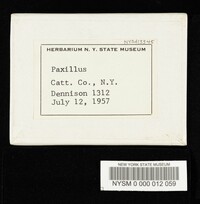 HERBARIUM N. Y. STATE MUSEUM
Paxillus
Catt. Co., N.Y.
Dennison 1312
July 12, 1957
NEW YORK STATE MUSEUM
NYSM 0 000 012 059